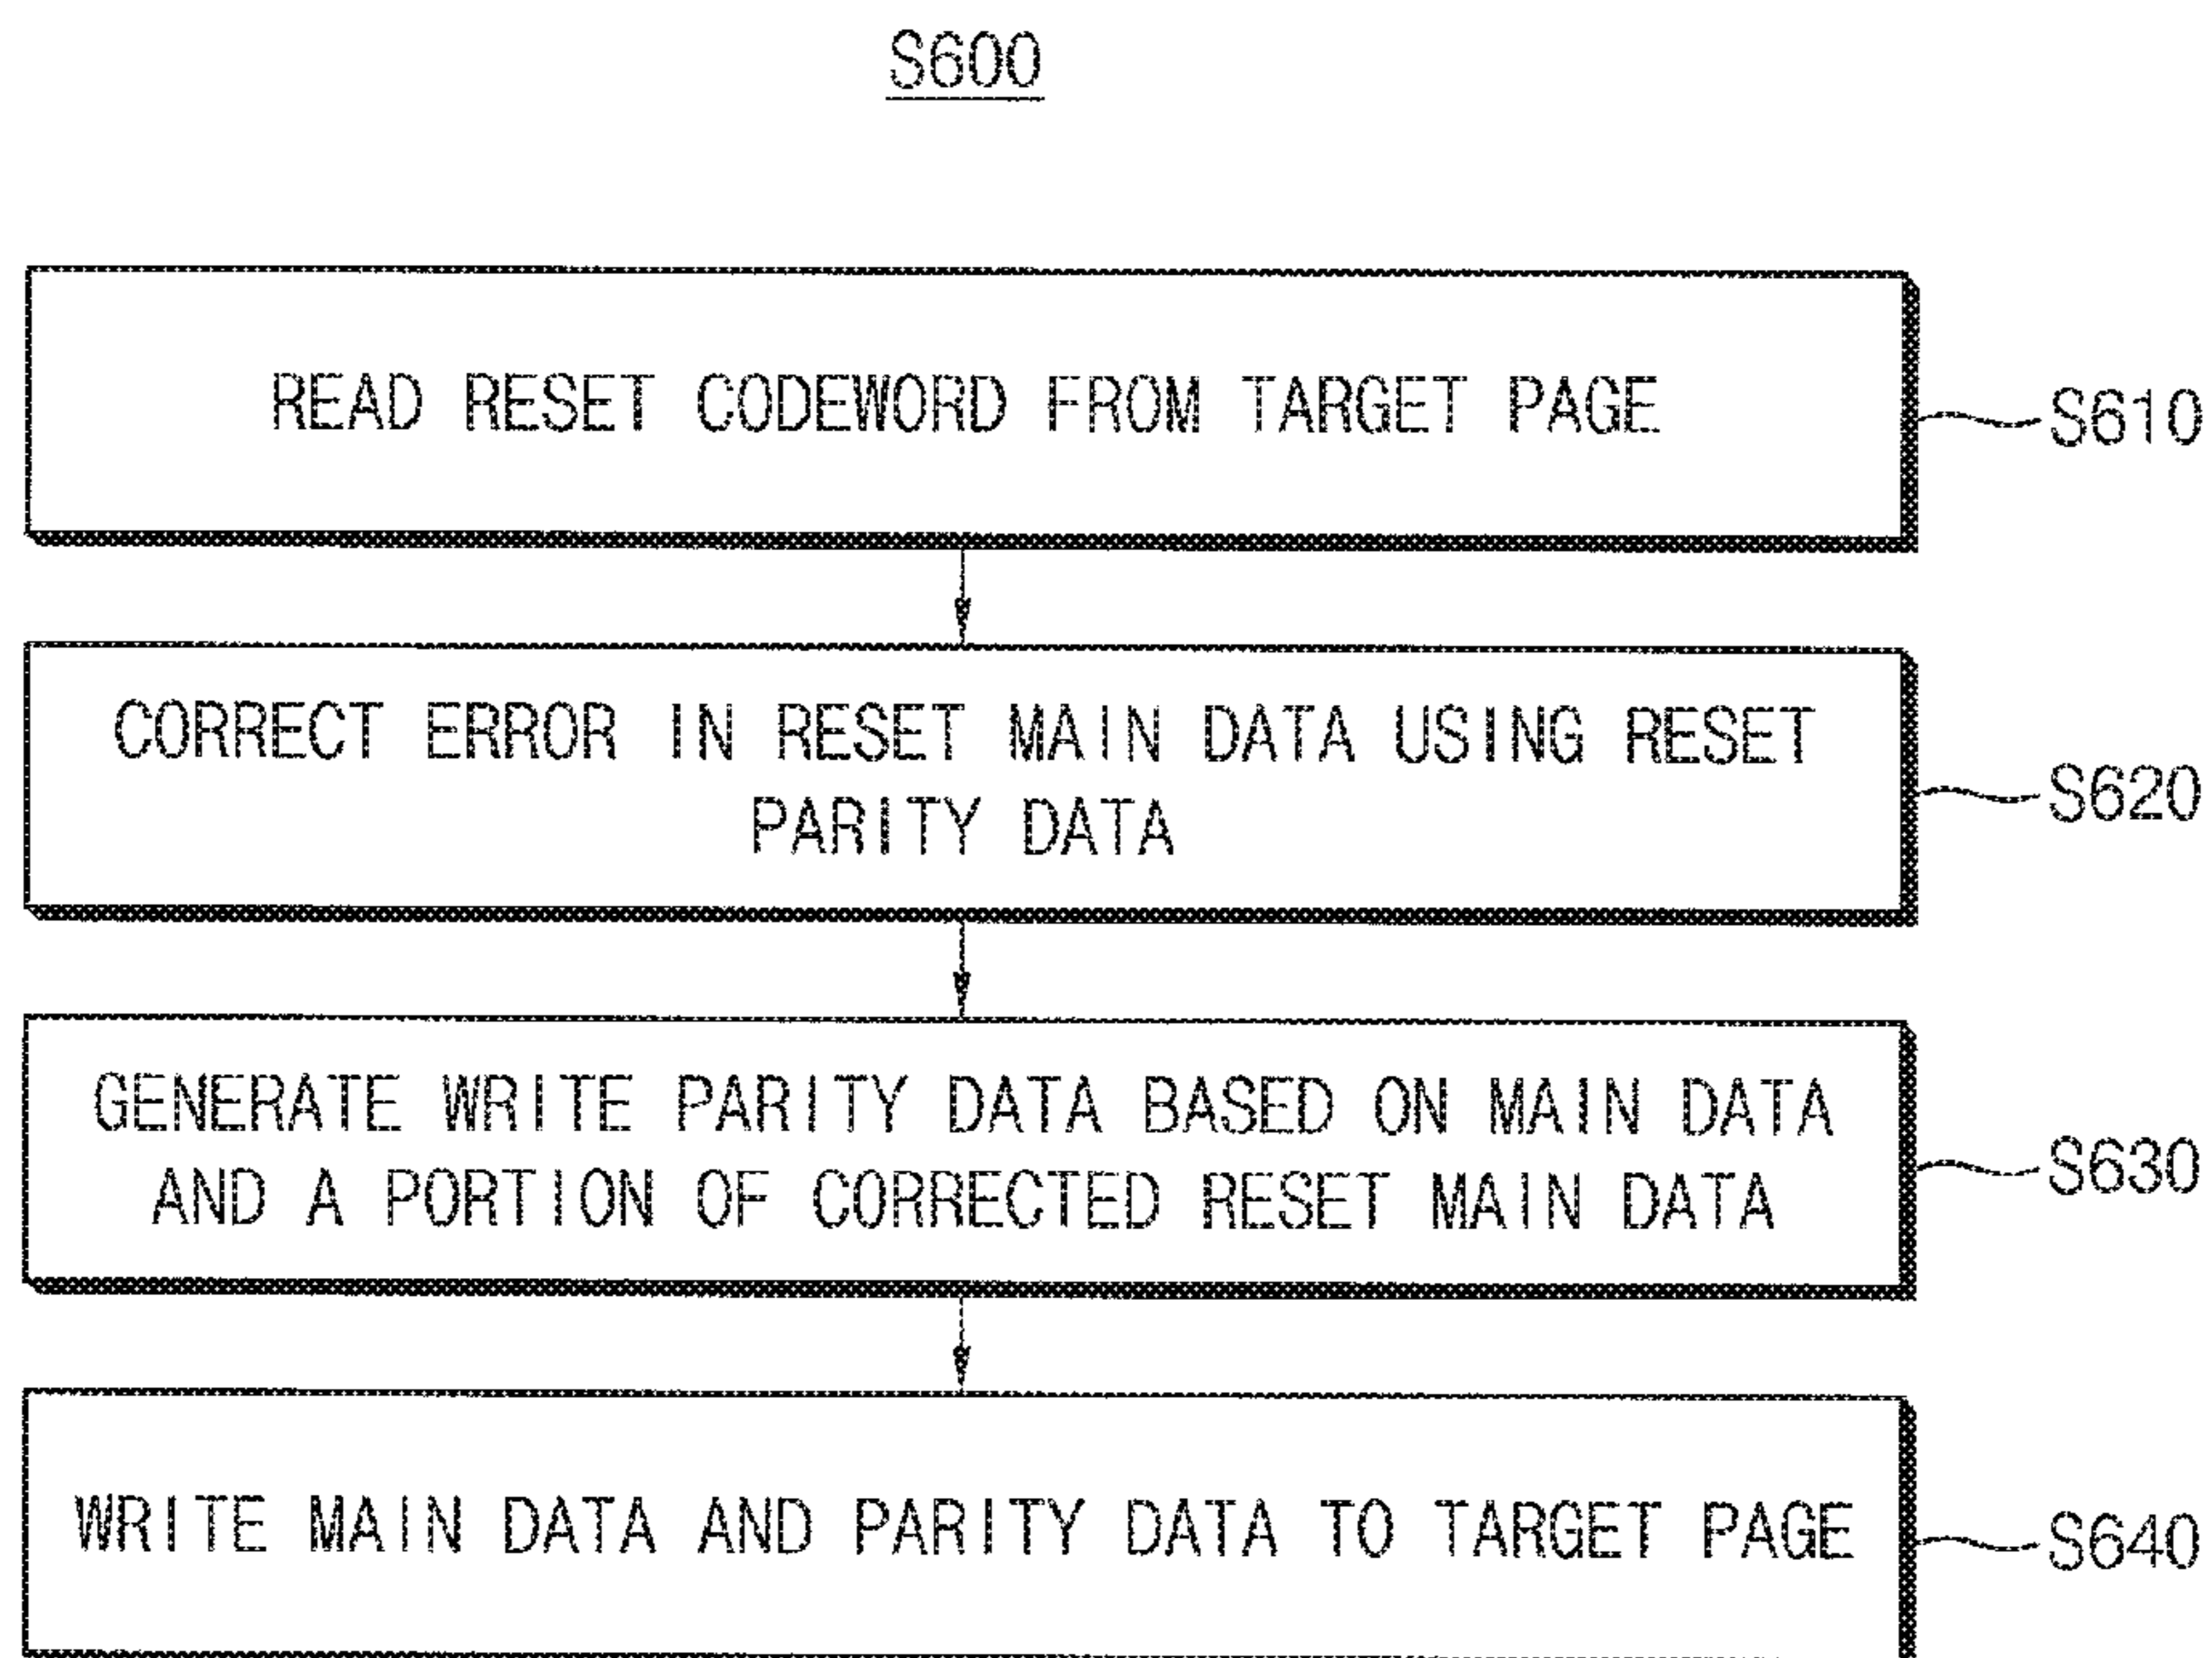 S600
READ RESET CODEWORD FROM TARGET PAGE
S610
CORRECT ERROR IN RESET MAIN DATA USING RESET
PARITY DATA
S620
GENERATE WRITE PARITY DATA BASED ON MAIN DATA
AND A PORTION OF CORRECTED RESET MAIN DATA
S630
WRITE MAIN DATA AND PARITY DATA TO TARGET PAGE
S640